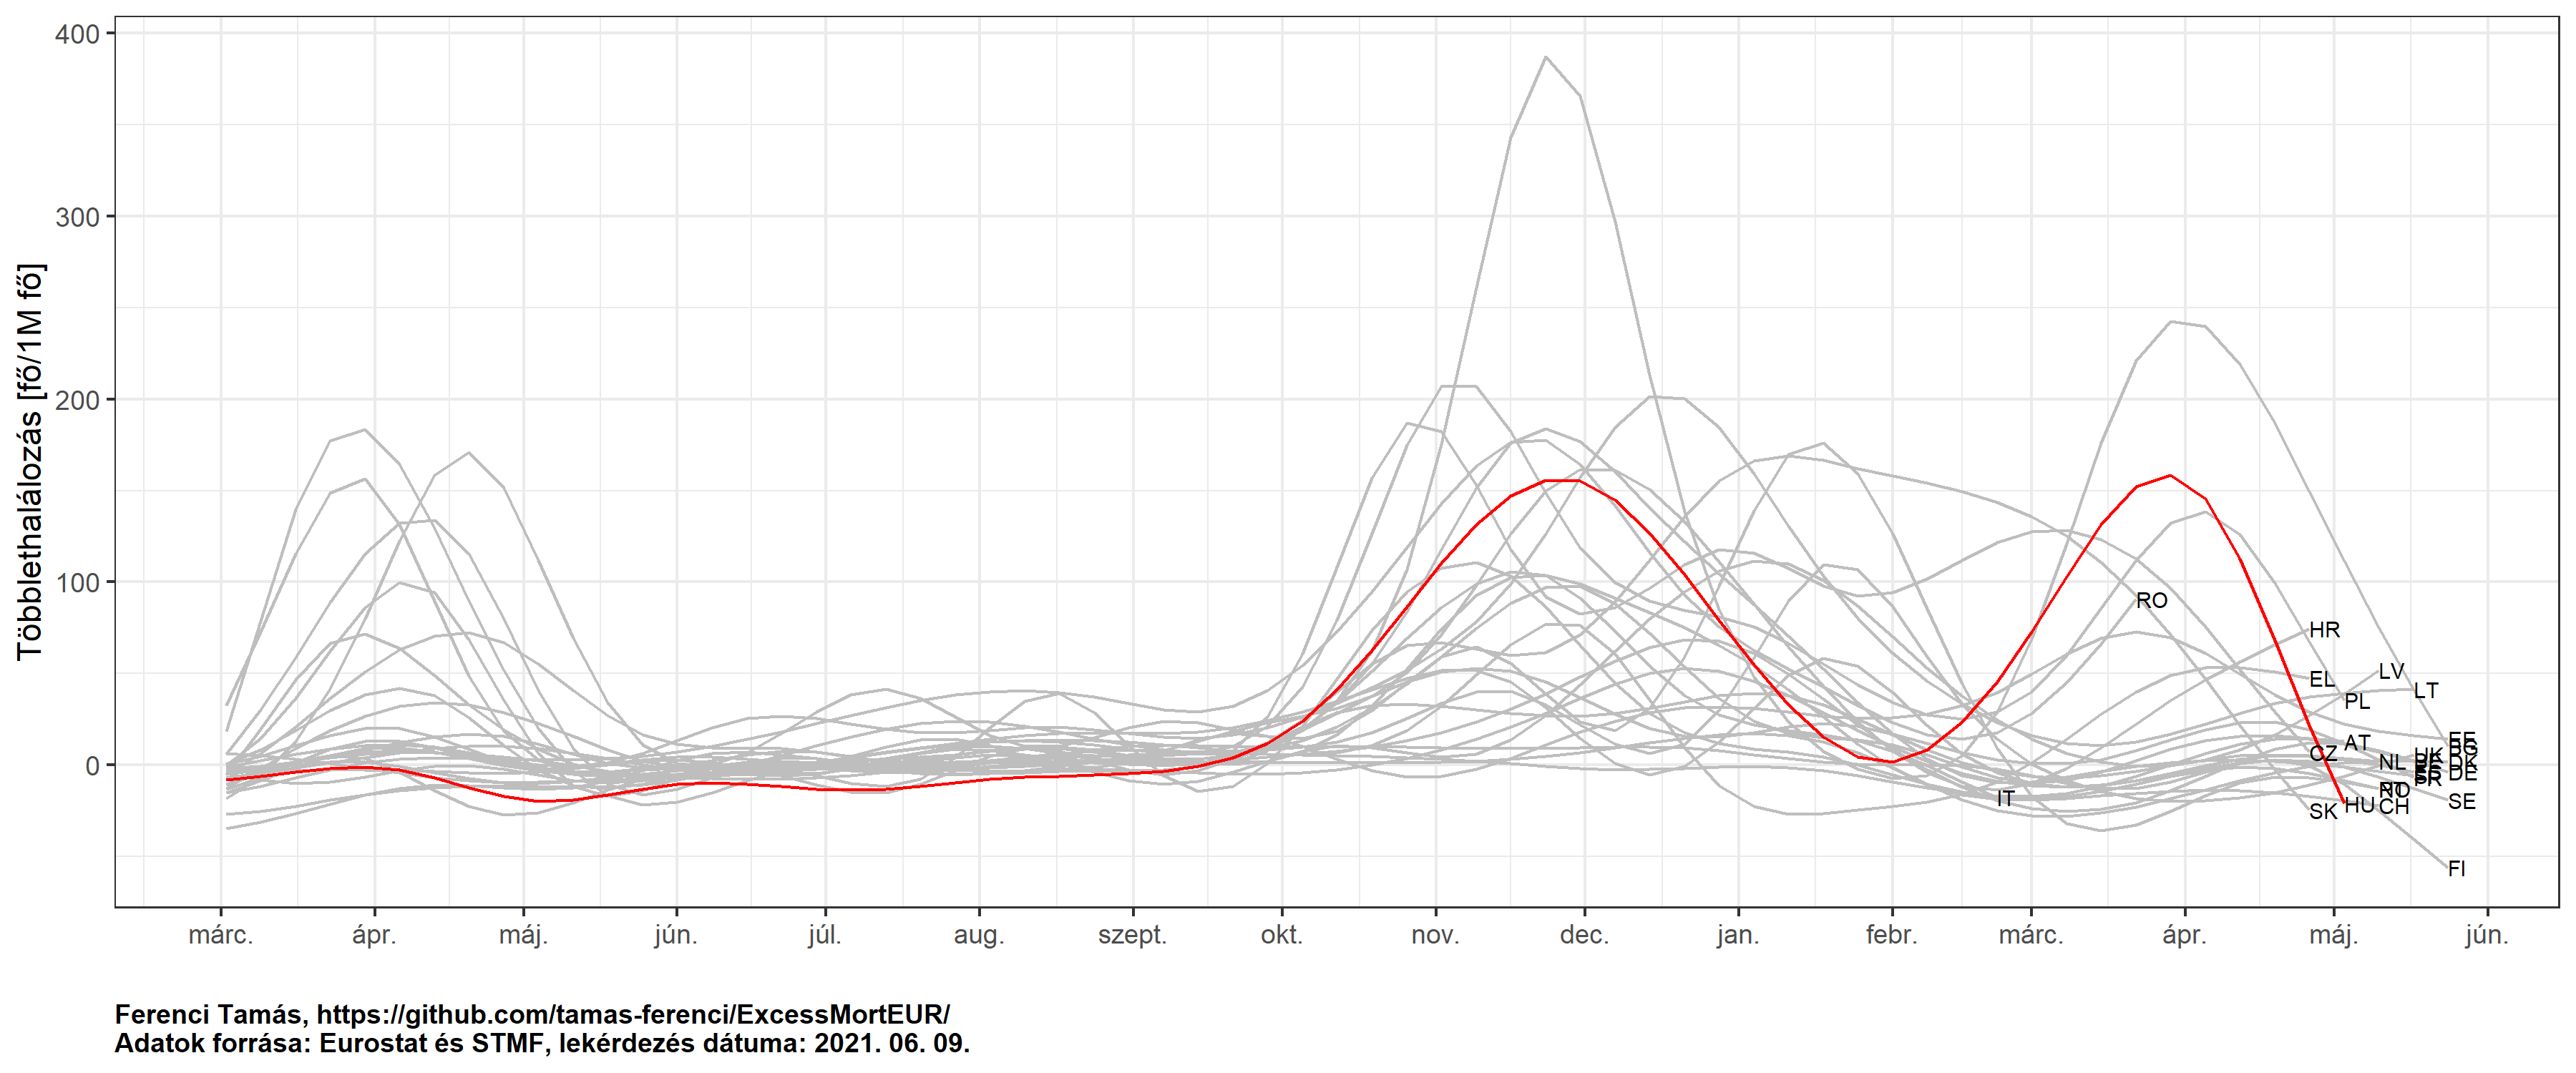 Többlethalálozás [fő/1M fő]
400
300
200
100
0
RO
HR
EL
LV
LT
PL
EE
AT
CZ
NL
DK
DE
IT
SE
HU
CH
SK
FI
márc. ápr. máj. jún. júl. aug. szept. okt. nov. dec. jan. febr. márc. ápr. máj. jún.
Ferenci Tamás, https://github.com/tamas-ferenci/ExcessMortEUR/
Adatok forrása: Eurostat és STMF, lekérdezés dátuma: 2021. 06. 09.